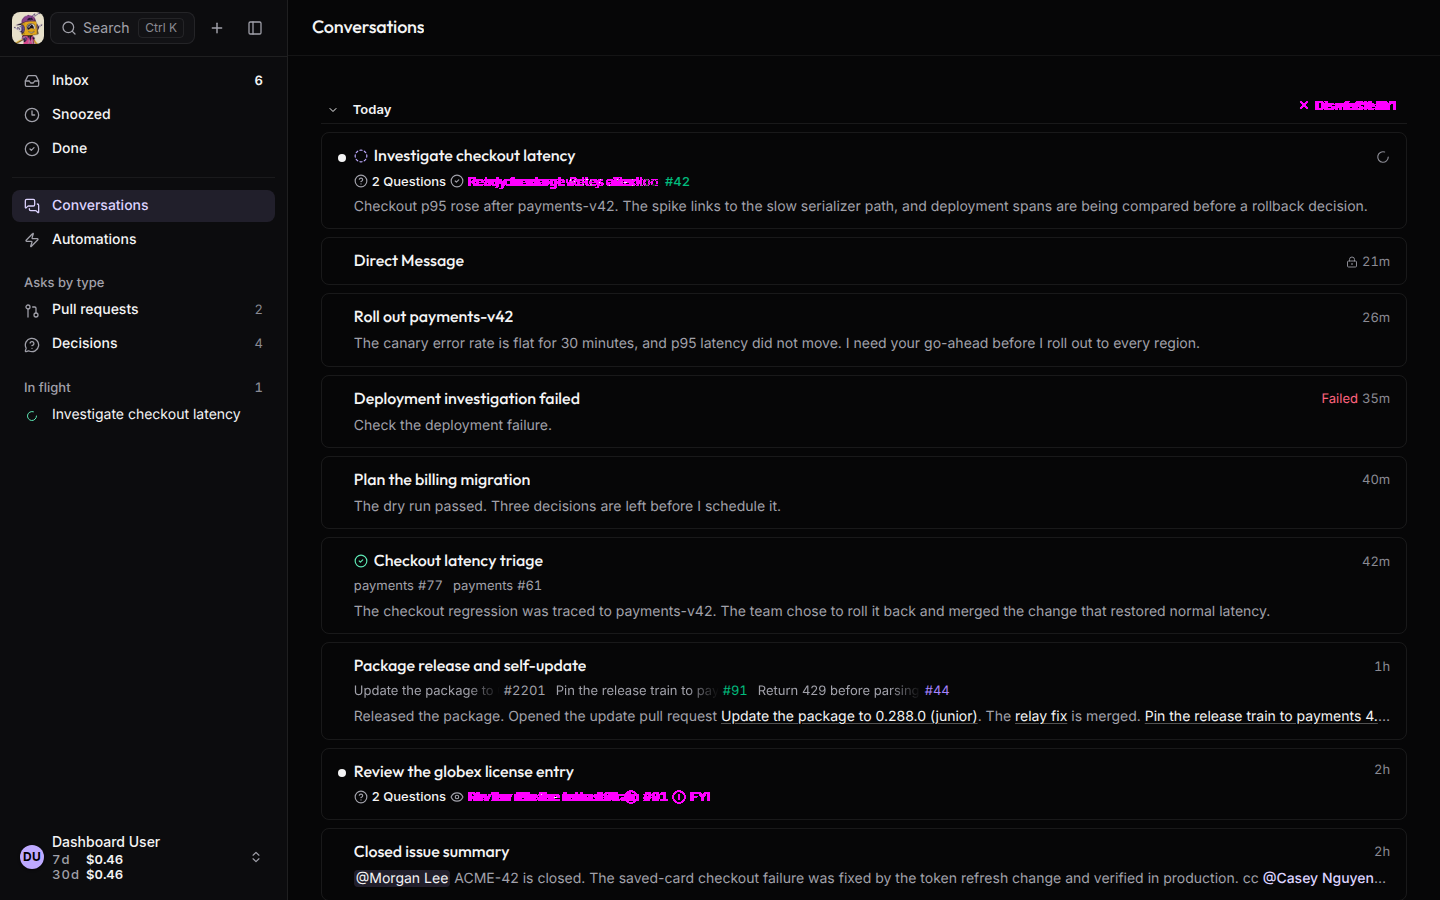 Search Ctrl K
Conversations
Inbox 6
Snoozed
Done
Conversations
Automations
Asks by type
Pull requests 2
Decisions 4
In flight 1
Investigate checkout latency
Dashboard User
DU
7d $0.46
30d $0.46
Today
Investigate checkout latency
2 Questions #42
Checkout p95 rose after payments-v42. The spike links to the slow serializer path, and deployment spans are being compared before a rollback decision.
Direct Message 21m
Roll out payments-v42 26m
The canary error rate is flat for 30 minutes, and p95 latency did not move. I need your go-ahead before I roll out to every region.
Deployment investigation failed Failed 35m
Check the deployment failure.
Plan the billing migration 40m
The dry run passed. Three decisions are left before I schedule it.
Checkout latency triage 42m
payments #77 payments #61
The checkout regression was traced to payments-v42. The team chose to roll it back and merged the change that restored normal latency.
Package release and self-update 1h
Update the package to #2201 Pin the release train to pay #91 Return 429 before parsing #44
Released the package. Opened the update pull request Update the package to 0.288.0 (junior). The relay fix is merged. Pin the release train to payments 4....
Review the globex license entry 2h
2 Questions FYI
Closed issue summary 2h
@Morgan Lee ACME-42 is closed. The saved-card checkout failure was fixed by the token refresh change and verified in production. cc @Casey Nguyen...